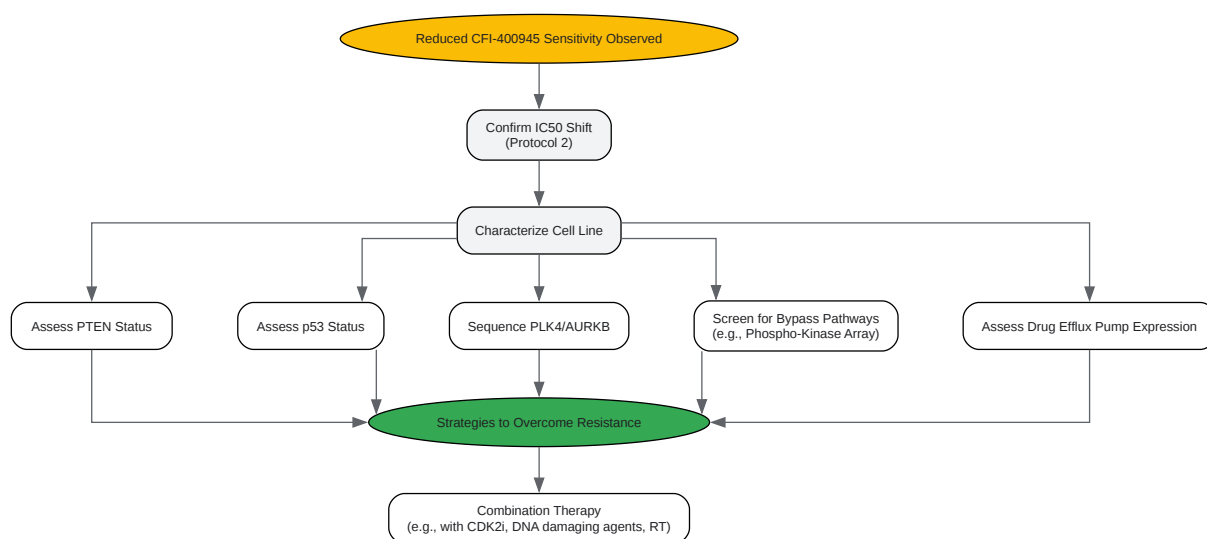 Reduced CFI-400945 Sensitivity Observed
Confirm IC50 Shift
(Protocol 2)
Characterize Cell Line
Assess PTEN Status
Assess p53 Status
Sequence PLK4/AURKB
Screen for Bypass Pathways
(e.g., Phospho-Kinase Array)
Assess Drug Efflux Pump Expression
Strategies to Overcome Resistance
Combination Therapy
(e.g., with CDK2i, DNA damaging agents, RT)